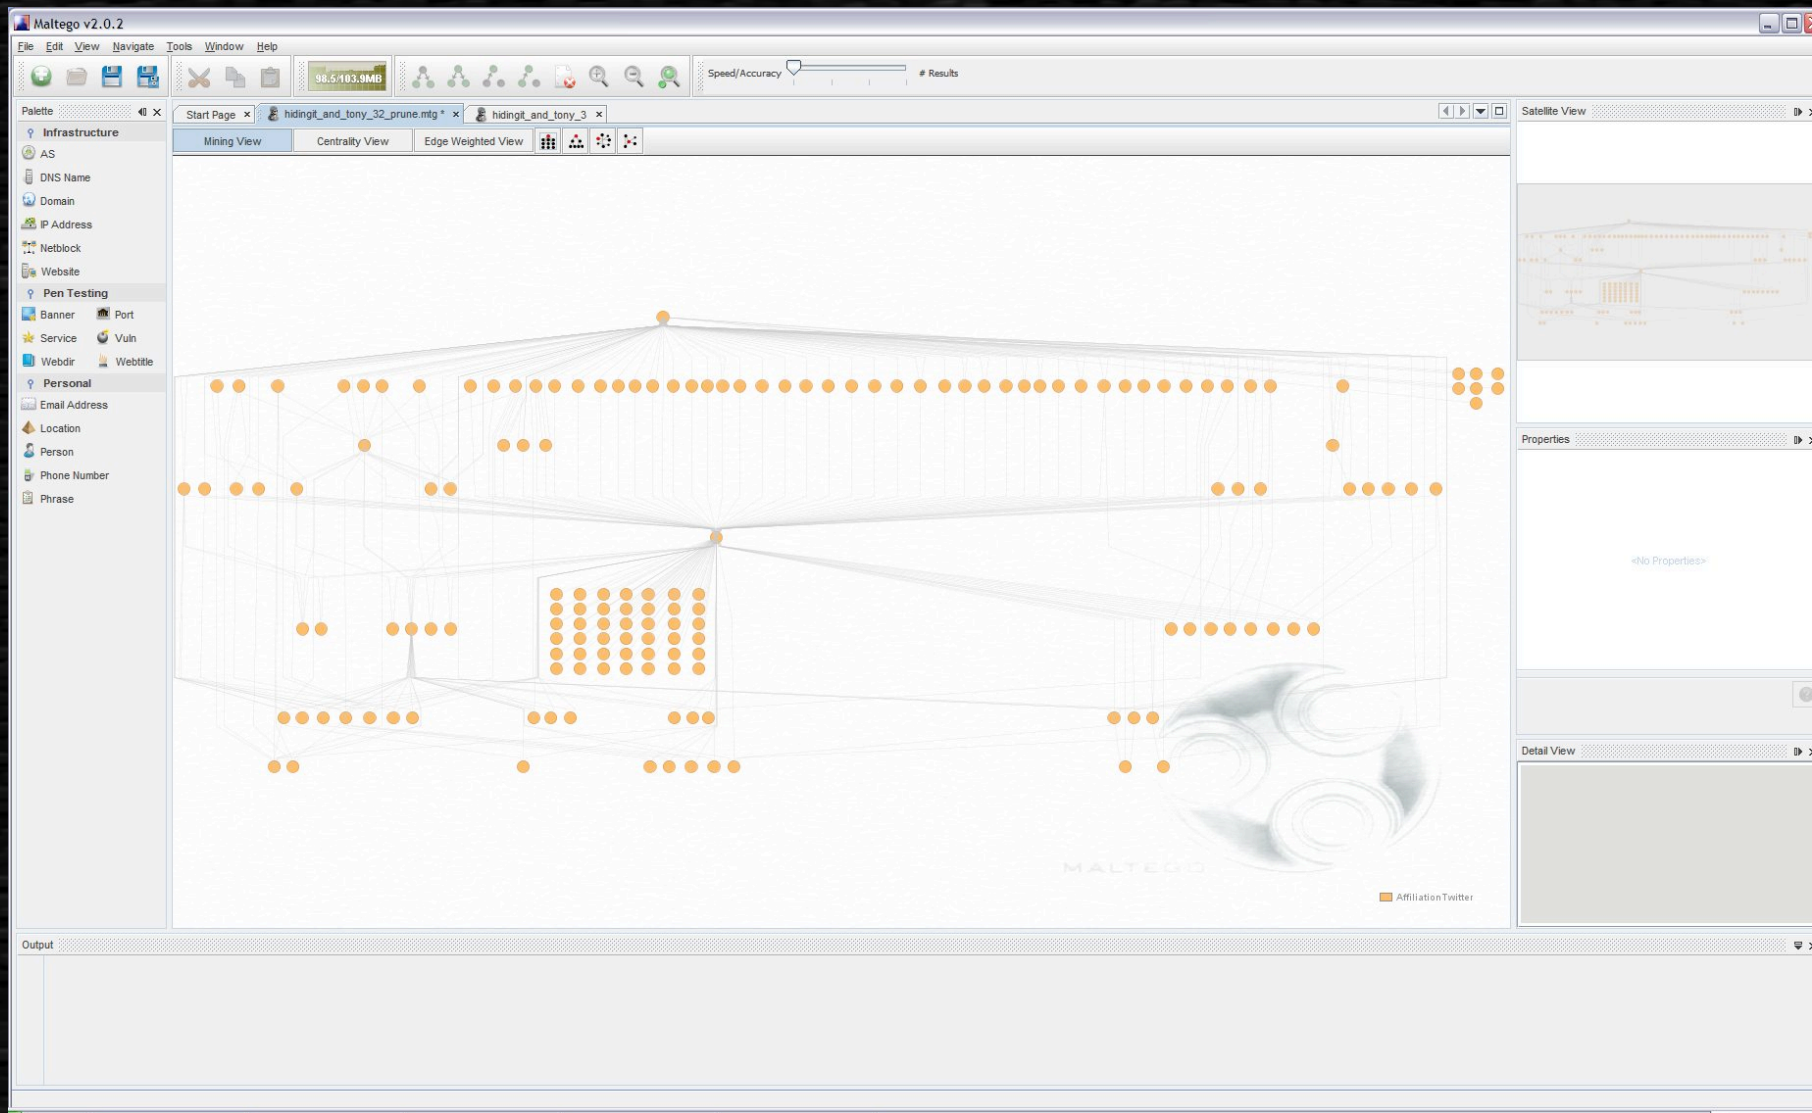 Maltego v2.0.2
File Edit View Navigate Tools Window Help
98.5/103.9MB
Speed/Accuracy # Results
Palette
Infrastructure
AS
DNS Name
Domain
IP Address
Netblock
Website
Pen Testing
Banner Port
Service Vuln
Webdir Webtitle
Personal
Email Address
Location
Person
Phone Number
Phrase
Start Page hidingit_and_tony_32_prune.mtg * hidingit_and_tony_3
Mining View Centrality View Edge Weighted View
MALTEGO
AffiliationTwitter
Satellite View
Properties
<No Properties>
Detail View
Output